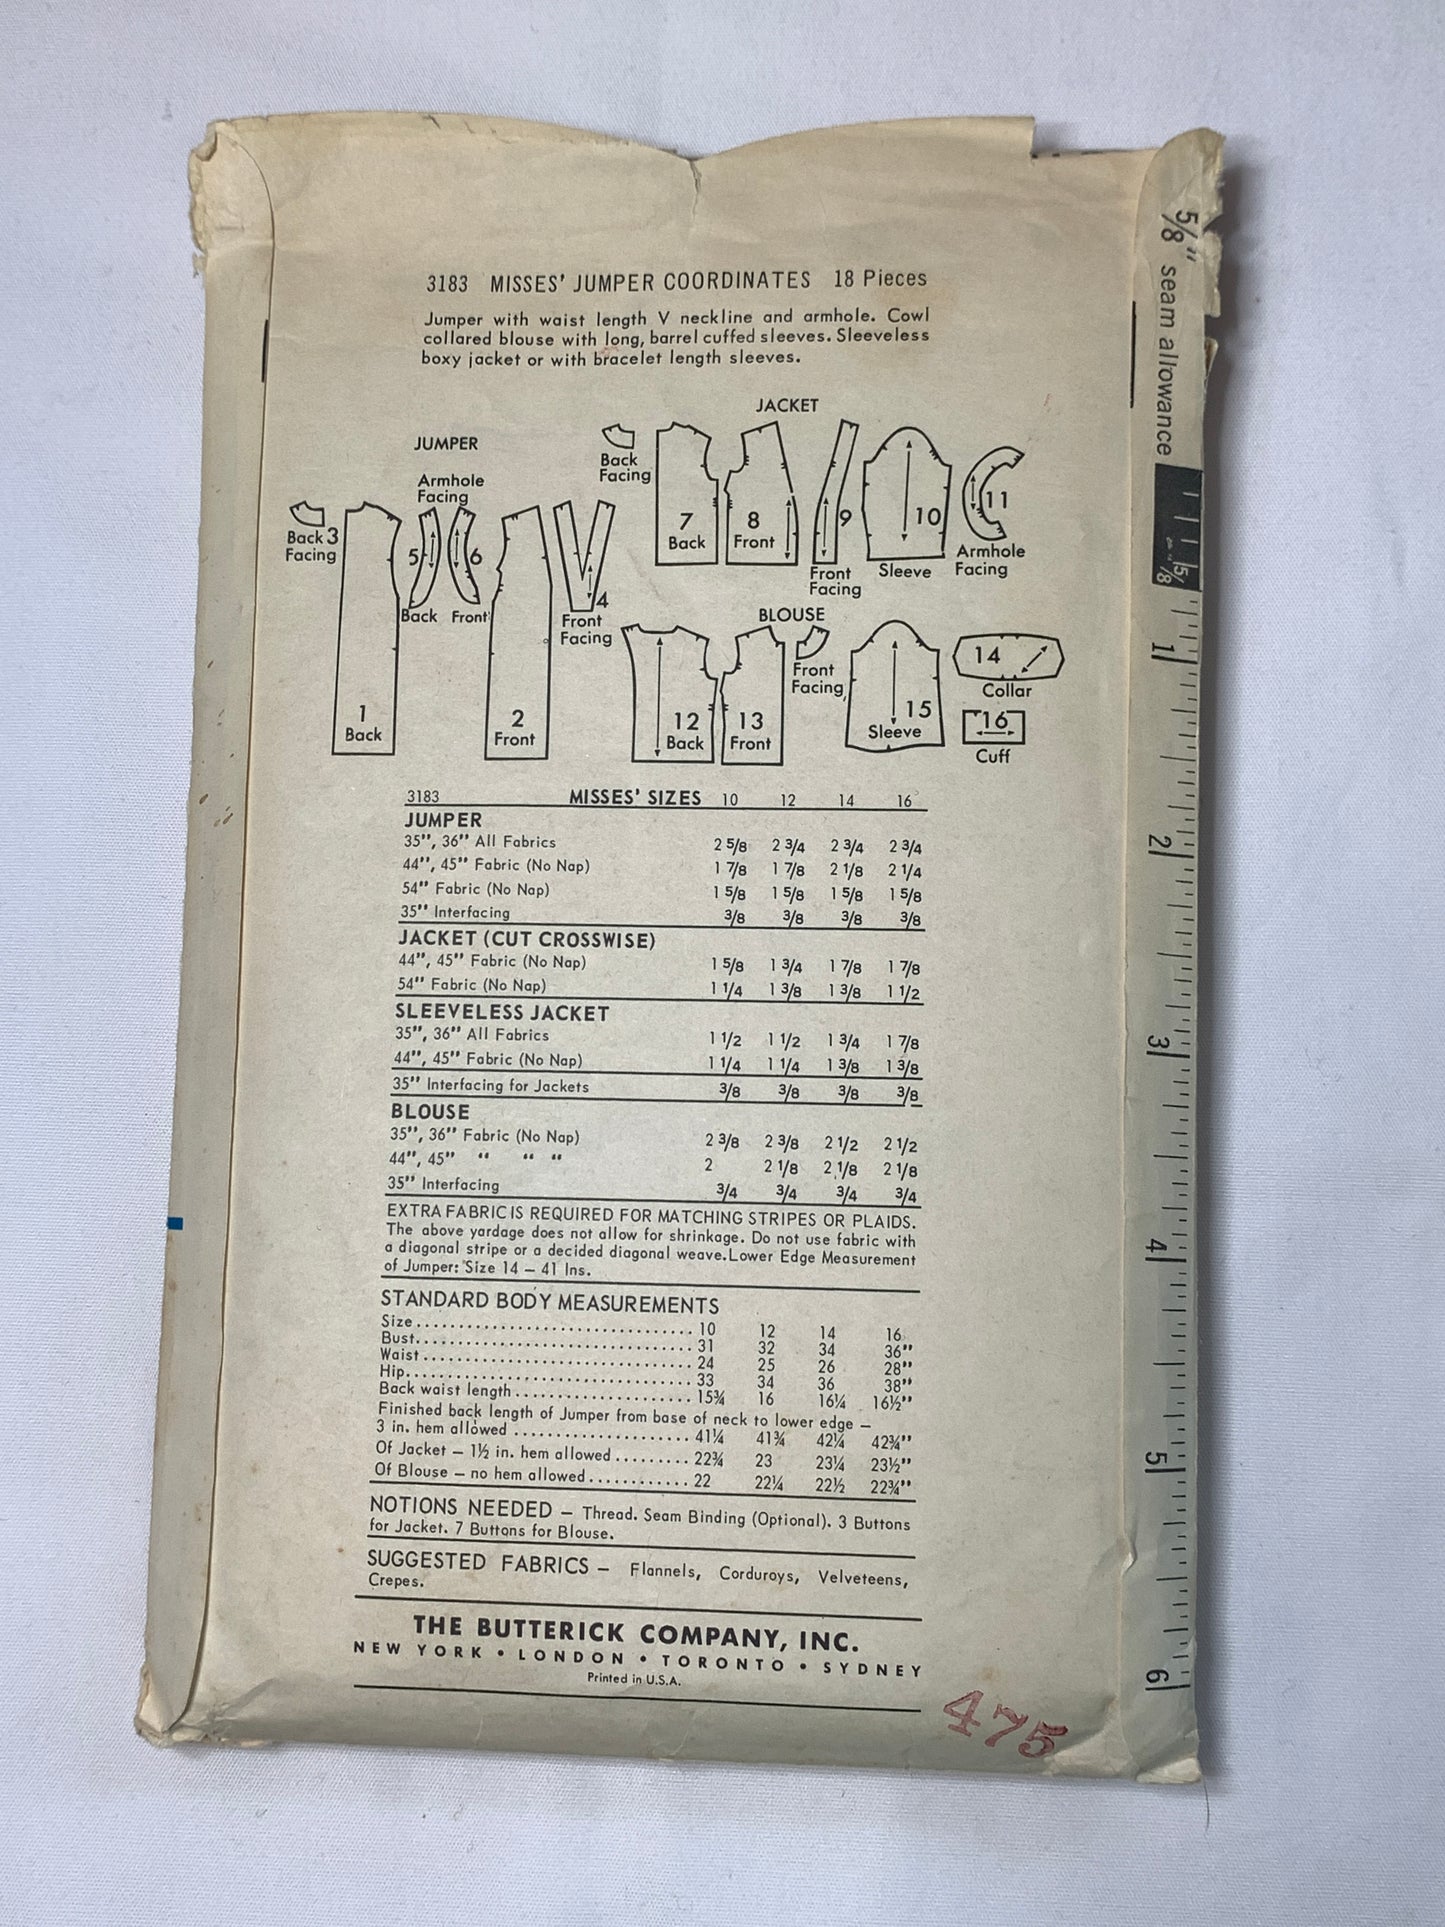 3183 MISSES' JUMPER COORDINATES 18 Pieces
Jumper with waist length V neckline and armhole. Cowl
collared blouse with long, barrel cuffed sleeves. Sleeveless
boxy jacket or with bracelet length sleeves.
JUMPER
Back 3
Facing
1
Back
Armhole
Facing
5
Back
6
Front
2
Front
4
Front
Facing
JACKET
Back
Facing
7
Back
8
Front
9
Front
Facing
10
Sleeve
11
Armhole
Facing
BLOUSE
12
Back
13
Front
Front
Facing
15
Sleeve
14
Collar
16
Cuff
3183 MISSES' SIZES 10 12 14 16
JUMPER
35", 36" All Fabrics 2 5/8 2 3/4 2 3/4 2 3/4
44", 45" Fabric (No Nap) 1 7/8 1 7/8 2 1/8 2 1/4
54" Fabric (No Nap) 1 5/8 1 5/8 1 5/8 1 5/8
35" Interfacing 3/8 3/8 3/8 3/8
JACKET (CUT CROSSWISE)
44", 45" Fabric (No Nap) 1 5/8 1 3/4 1 7/8 1 7/8
54" Fabric (No Nap) 1 1/4 1 3/8 1 3/8 1 1/2
SLEEVELESS JACKET
35", 36" All Fabrics 1 1/2 1 1/2 1 3/4 1 7/8
44", 45" Fabric (No Nap) 1 1/4 1 1/4 1 3/8 1 3/8
35" Interfacing for Jackets 3/8 3/8 3/8 3/8
BLOUSE
35", 36" Fabric (No Nap) 2 3/8 2 3/8 2 1/2 2 1/2
44", 45" " " " 2 2 1/8 2 1/8 2 1/8
35" Interfacing 3/4 3/4 3/4 3/4
EXTRA FABRIC IS REQUIRED FOR MATCHING STRIPES OR PLAIDS.
The above yardage does not allow for shrinkage. Do not use fabric with
a diagonal stripe or a decided diagonal weave. Lower Edge Measurement
of Jumper: Size 14 – 41 Ins.
STANDARD BODY MEASUREMENTS
Size.................................10 12 14 16
Bust.................................31 32 34 36"
Waist................................24 25 26 28"
Hip..................................33 34 36 38"
Back waist length.....................15¾ 16 16¼ 16½"
Finished back length of Jumper from base of neck to lower edge –
3 in. hem allowed .....................41¼ 41¾ 42¼ 42¾"
Of Jacket – 1½ in. hem allowed.........22¾ 23 23¼ 23½"
Of Blouse – no hem allowed............22 22¼ 22½ 22¾"
NOTIONS NEEDED – Thread. Seam Binding (Optional). 3 Buttons
for Jacket. 7 Buttons for Blouse.
SUGGESTED FABRICS – Flannels, Corduroys, Velveteens,
Crepes.
THE BUTTERICK COMPANY, INC.
NEW YORK • LONDON • TORONTO • SYDNEY
Printed in U.S.A.
475
5/8" seam allowance
5/8
1
2
3
4
5
6